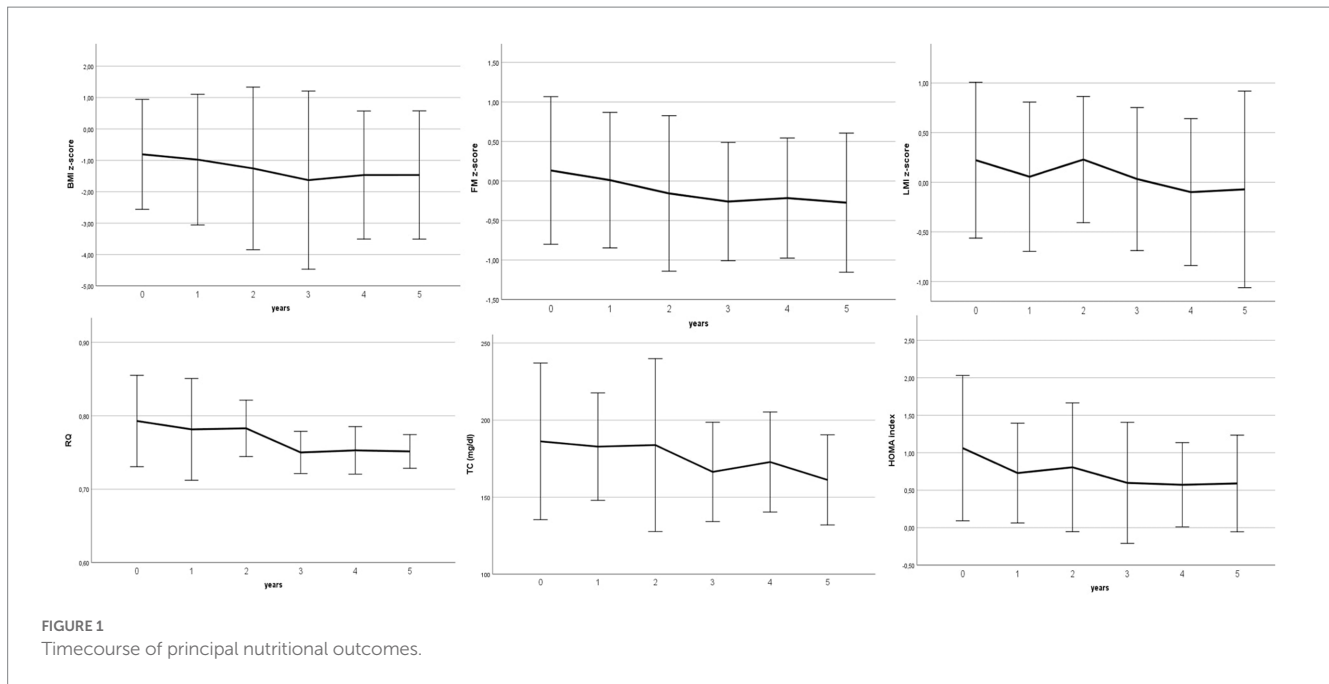 BMI z-score
2,00
1,00
0,00
-1,00
-2,00
-3,00
-4,00
-5,00
0 1 2 3 4 5
years
FM z-score
1,50
1,00
0,50
0,00
-0,50
-1,00
-1,50
0 1 2 3 4 5
years
LMI z-score
1,00
0,50
0,00
-0,50
-1,00
0 1 2 3 4 5
RQ
0,90
0,80
0,70
0,60
0 1 2 3 4 5
years
TC (mg/dl)
250
200
150
100
0 1 2 3 4 5
years
HOMA index
2,50
2,00
1,50
1,00
0,50
0,00
-0,50
0 1 2 3 4 5
years
FIGURE 1
Timecourse of principal nutritional outcomes.